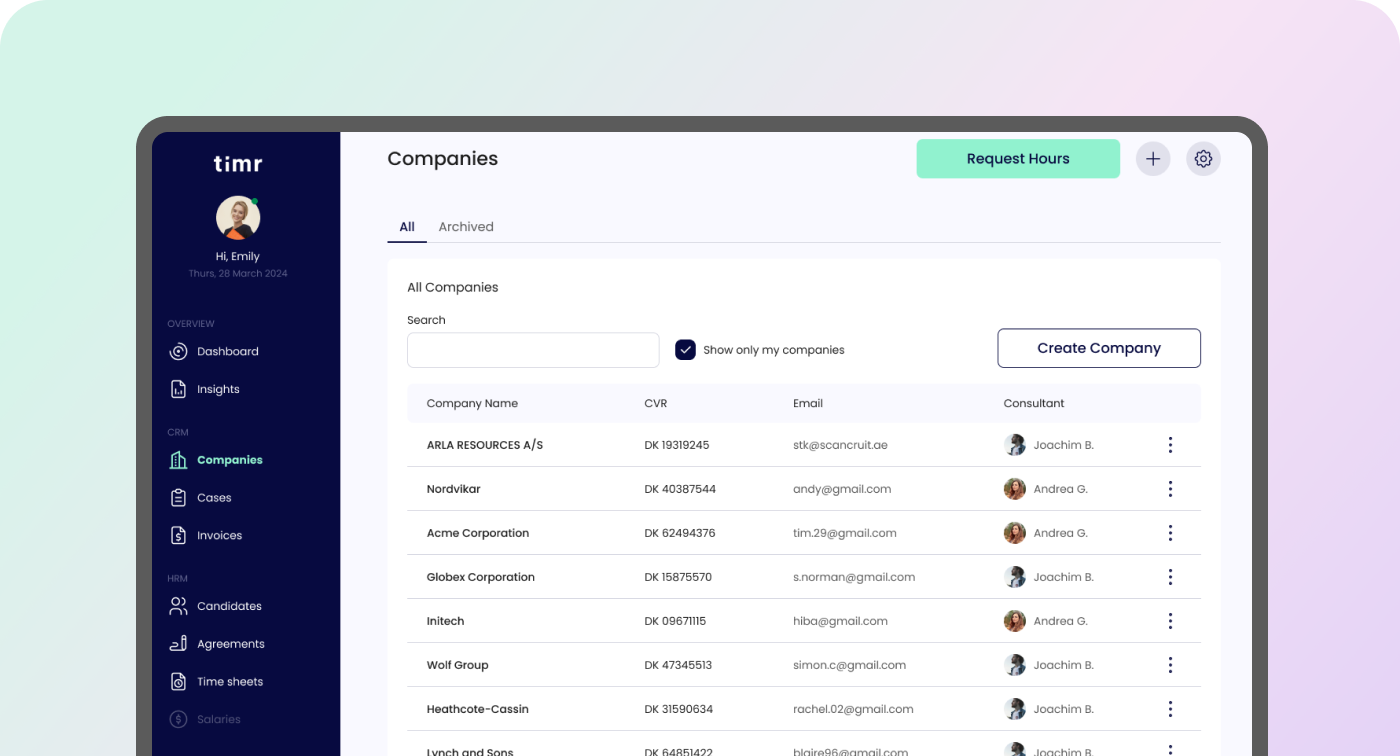 timr
Hi, Emily
Thurs, 28 March 2024
OVERVIEW
Dashboard
Insights
CRM
Companies
Cases
Invoices
HRM
Candidates
Agreements
Time sheets
Salaries
Companies
Request Hours
All Archived
All Companies
Search
Show only my companies
Create Company
Company Name CVR Email Consultant
ARLA RESOURCES A/S DK 19319245 stk@scancruit.ae Joachim B.
Nordvikar DK 40387544 andy@gmail.com Andrea G.
Acme Corporation DK 62494376 tim.29@gmail.com Andrea G.
Globex Corporation DK 15875570 s.norman@gmail.com Joachim B.
Initech DK 09671115 hiba@gmail.com Andrea G.
Wolf Group DK 47345513 simon.c@gmail.com Joachim B.
Heathcote-Cassin DK 31590634 rachel.02@gmail.com Joachim B.
Lynch and Sons DK 64851422 blaire96@gmail.com Joachim B.